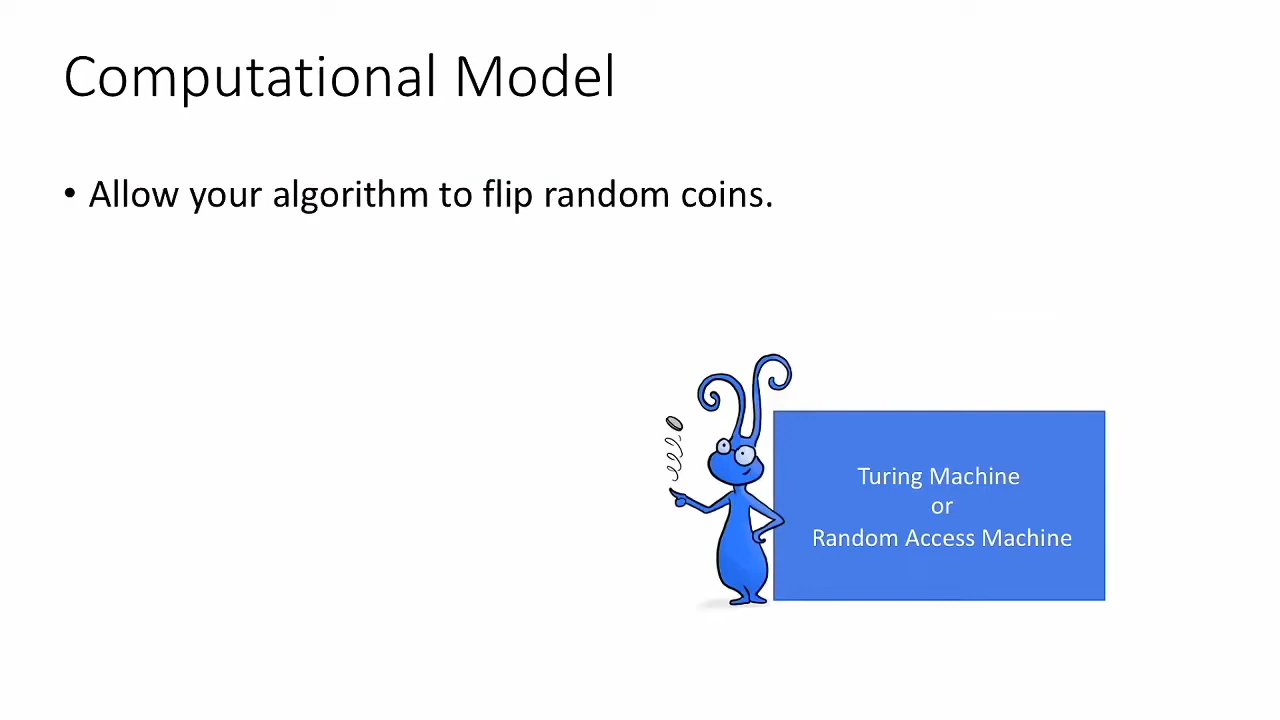 Computational Model
• Allow your algorithm to flip random coins.
Turing Machine
or
Random Access Machine